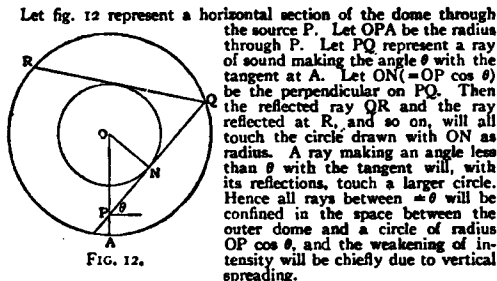 Let fig. 12 represent a horizontal section of the dome through
the source P. Let OPA be the radius
through P. Let PQ represent a ray
of sound making the angle θ with the
tangent at A. Let ON(=OP cos θ)
be the perpendicular on PQ. Then
the reflected ray QR and the ray
reflected at R, and so on, will all
touch the circle drawn with ON as
radius. A ray making an angle less
than θ with the tangent will, with
its reflections, touch a larger circle.
Hence all rays between ±θ will be
confined in the space between the
outer dome and a circle of radius
OP cos θ, and the weakening of in-
tensity will be chiefly due to vertical
spreading.
R
Q
O
N
P
θ
A
FIG. 12.